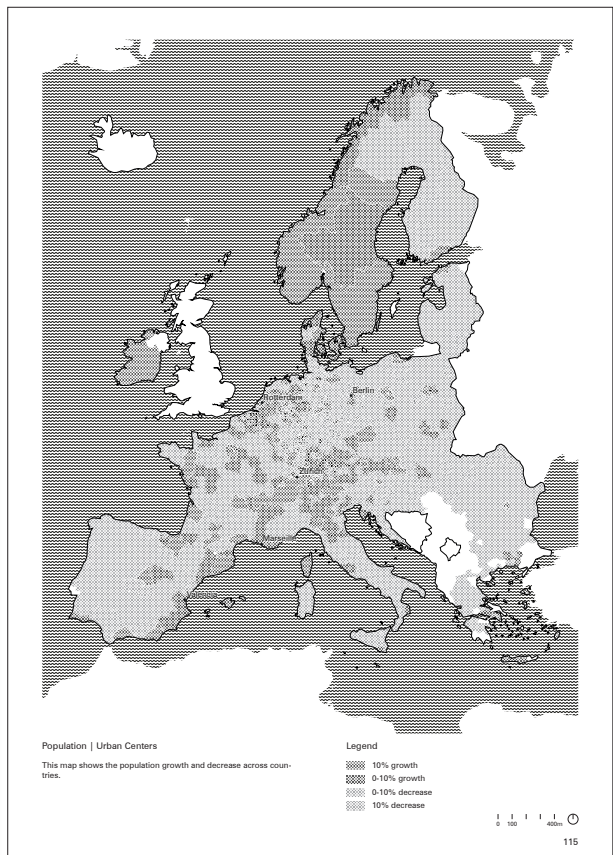 Berlin
Rotterdam
Zürich
Marseille
Valencia
Population | Urban Centers
This map shows the population growth and decrease across coun-
tries.
Legend
10% growth
0-10% growth
0-10% decrease
10% decrease
0 100 400m
115